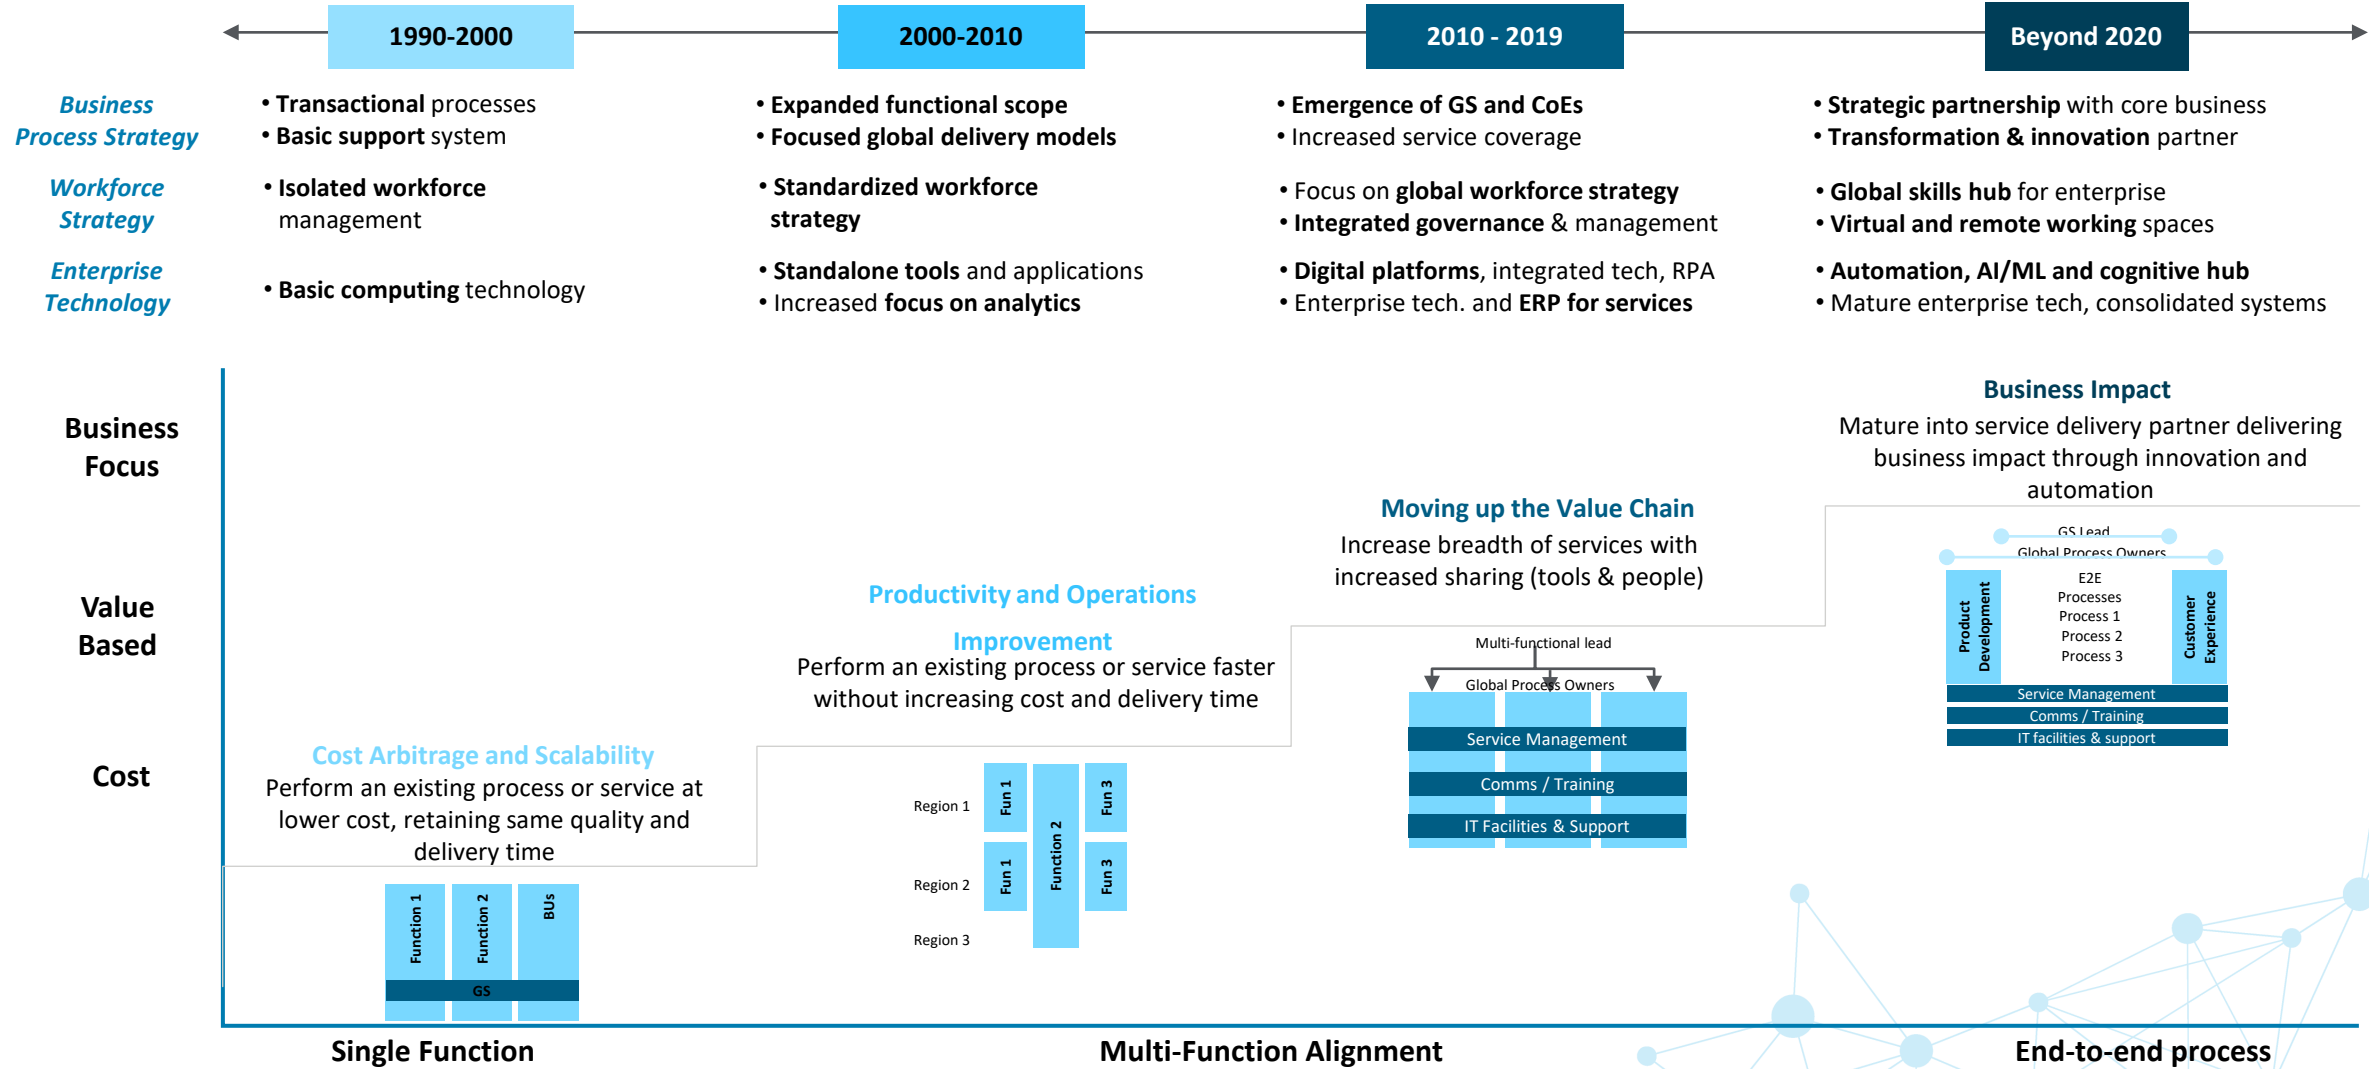 1990-2000
2000-2010
2010 - 2019
Beyond 2020
Business
Process Strategy
• Transactional processes
• Basic support system
• Expanded functional scope
• Focused global delivery models
• Emergence of GS and CoEs
• Increased service coverage
• Strategic partnership with core business
• Transformation & innovation partner
Workforce
Strategy
• Isolated workforce
management
• Standardized workforce
strategy
• Focus on global workforce strategy
• Integrated governance & management
• Global skills hub for enterprise
• Virtual and remote working spaces
Enterprise
Technology
• Basic computing technology
• Standalone tools and applications
• Increased focus on analytics
• Digital platforms, integrated tech, RPA
• Enterprise tech. and ERP for services
• Automation, AI/ML and cognitive hub
• Mature enterprise tech, consolidated systems
Business
Focus
Value
Based
Cost
Cost Arbitrage and Scalability
Perform an existing process or service at
lower cost, retaining same quality and
delivery time
Function 1
Function 2
BUs
GS
Productivity and Operations
Improvement
Perform an existing process or service faster
without increasing cost and delivery time
Region 1
Region 2
Region 3
Fun 1
Fun 1
Function 2
Fun 3
Fun 3
Moving up the Value Chain
Increase breadth of services with
increased sharing (tools & people)
Multi-functional lead
Global Process Owners
Service Management
Comms / Training
IT Facilities & Support
Business Impact
Mature into service delivery partner delivering
business impact through innovation and
automation
GS Lead
Global Process Owners
Product
Development
E2E
Processes
Process 1
Process 2
Process 3
Customer
Experience
Service Management
Comms / Training
IT facilities & support
Single Function
Multi-Function Alignment
End-to-end process